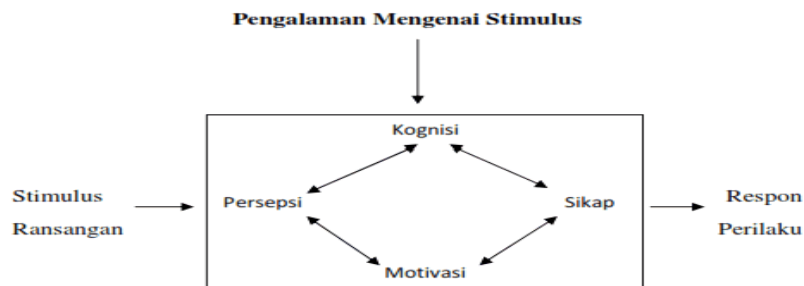 Pengalaman Mengenai Stimulus
Kognisi
Stimulus
Ransangan
Persepsi
Sikap
Respon
Perilaku
Motivasi